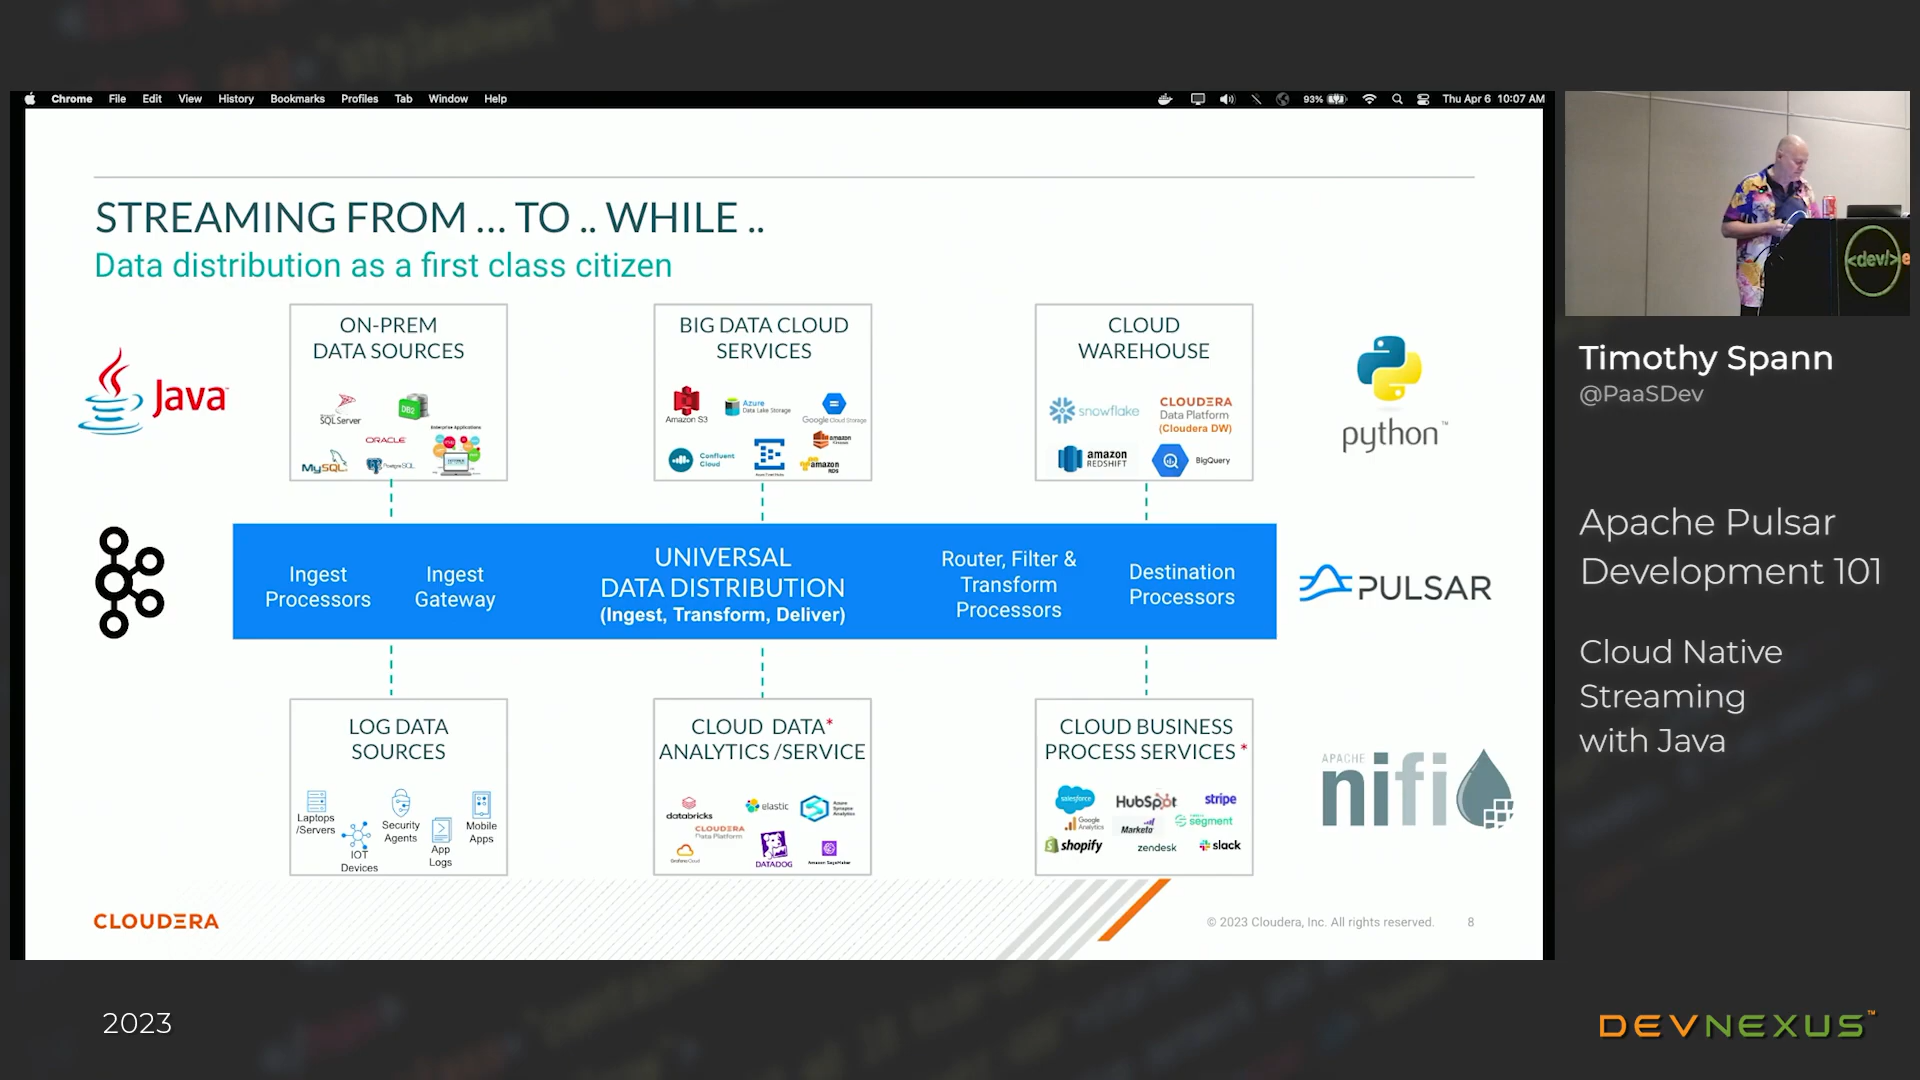 Chrome File Edit View History Bookmarks Profiles Tab Window Help
93% Thu Apr 6 10:07 AM
STREAMING FROM ... TO .. WHILE ..
Data distribution as a first class citizen
Java
ON-PREM
DATA SOURCES
SQL Server
DB2
Enterprise Applications
ORACLE
MySQL
PostgreSQL
BIG DATA CLOUD
SERVICES
Amazon S3
Azure
Data Lake Storage
Google Cloud Storage
Confluent
Cloud
amazon
amazon
RDS
CLOUD
WAREHOUSE
snowflake
CLOUDERA
Data Platform
(Cloudera DW)
amazon
REDSHIFT
BigQuery
python™
Ingest
Processors
Ingest
Gateway
UNIVERSAL
DATA DISTRIBUTION
(Ingest, Transform, Deliver)
Router, Filter &
Transform
Processors
Destination
Processors
PULSAR
LOG DATA
SOURCES
Laptops
/Servers
IOT
Devices
Security
Agents
App
Logs
Mobile
Apps
CLOUD DATA*
ANALYTICS /SERVICE
databricks
elastic
Azure
Synapse
Analytics
CLOUDERA
Data Platform
Grafana Cloud
DATADOG
Amazon SageMaker
CLOUD BUSINESS
PROCESS SERVICES *
salesforce
HubSpot
stripe
Google
Analytics
Marketo
segment
shopify
zendesk
slack
APACHE
nifi
CLOUDERA
© 2023 Cloudera, Inc. All rights reserved. 8
<dev/>
Timothy Spann
@PaaSDev
Apache Pulsar
Development 101
Cloud Native
Streaming
with Java
2023
DEVNEXUS™